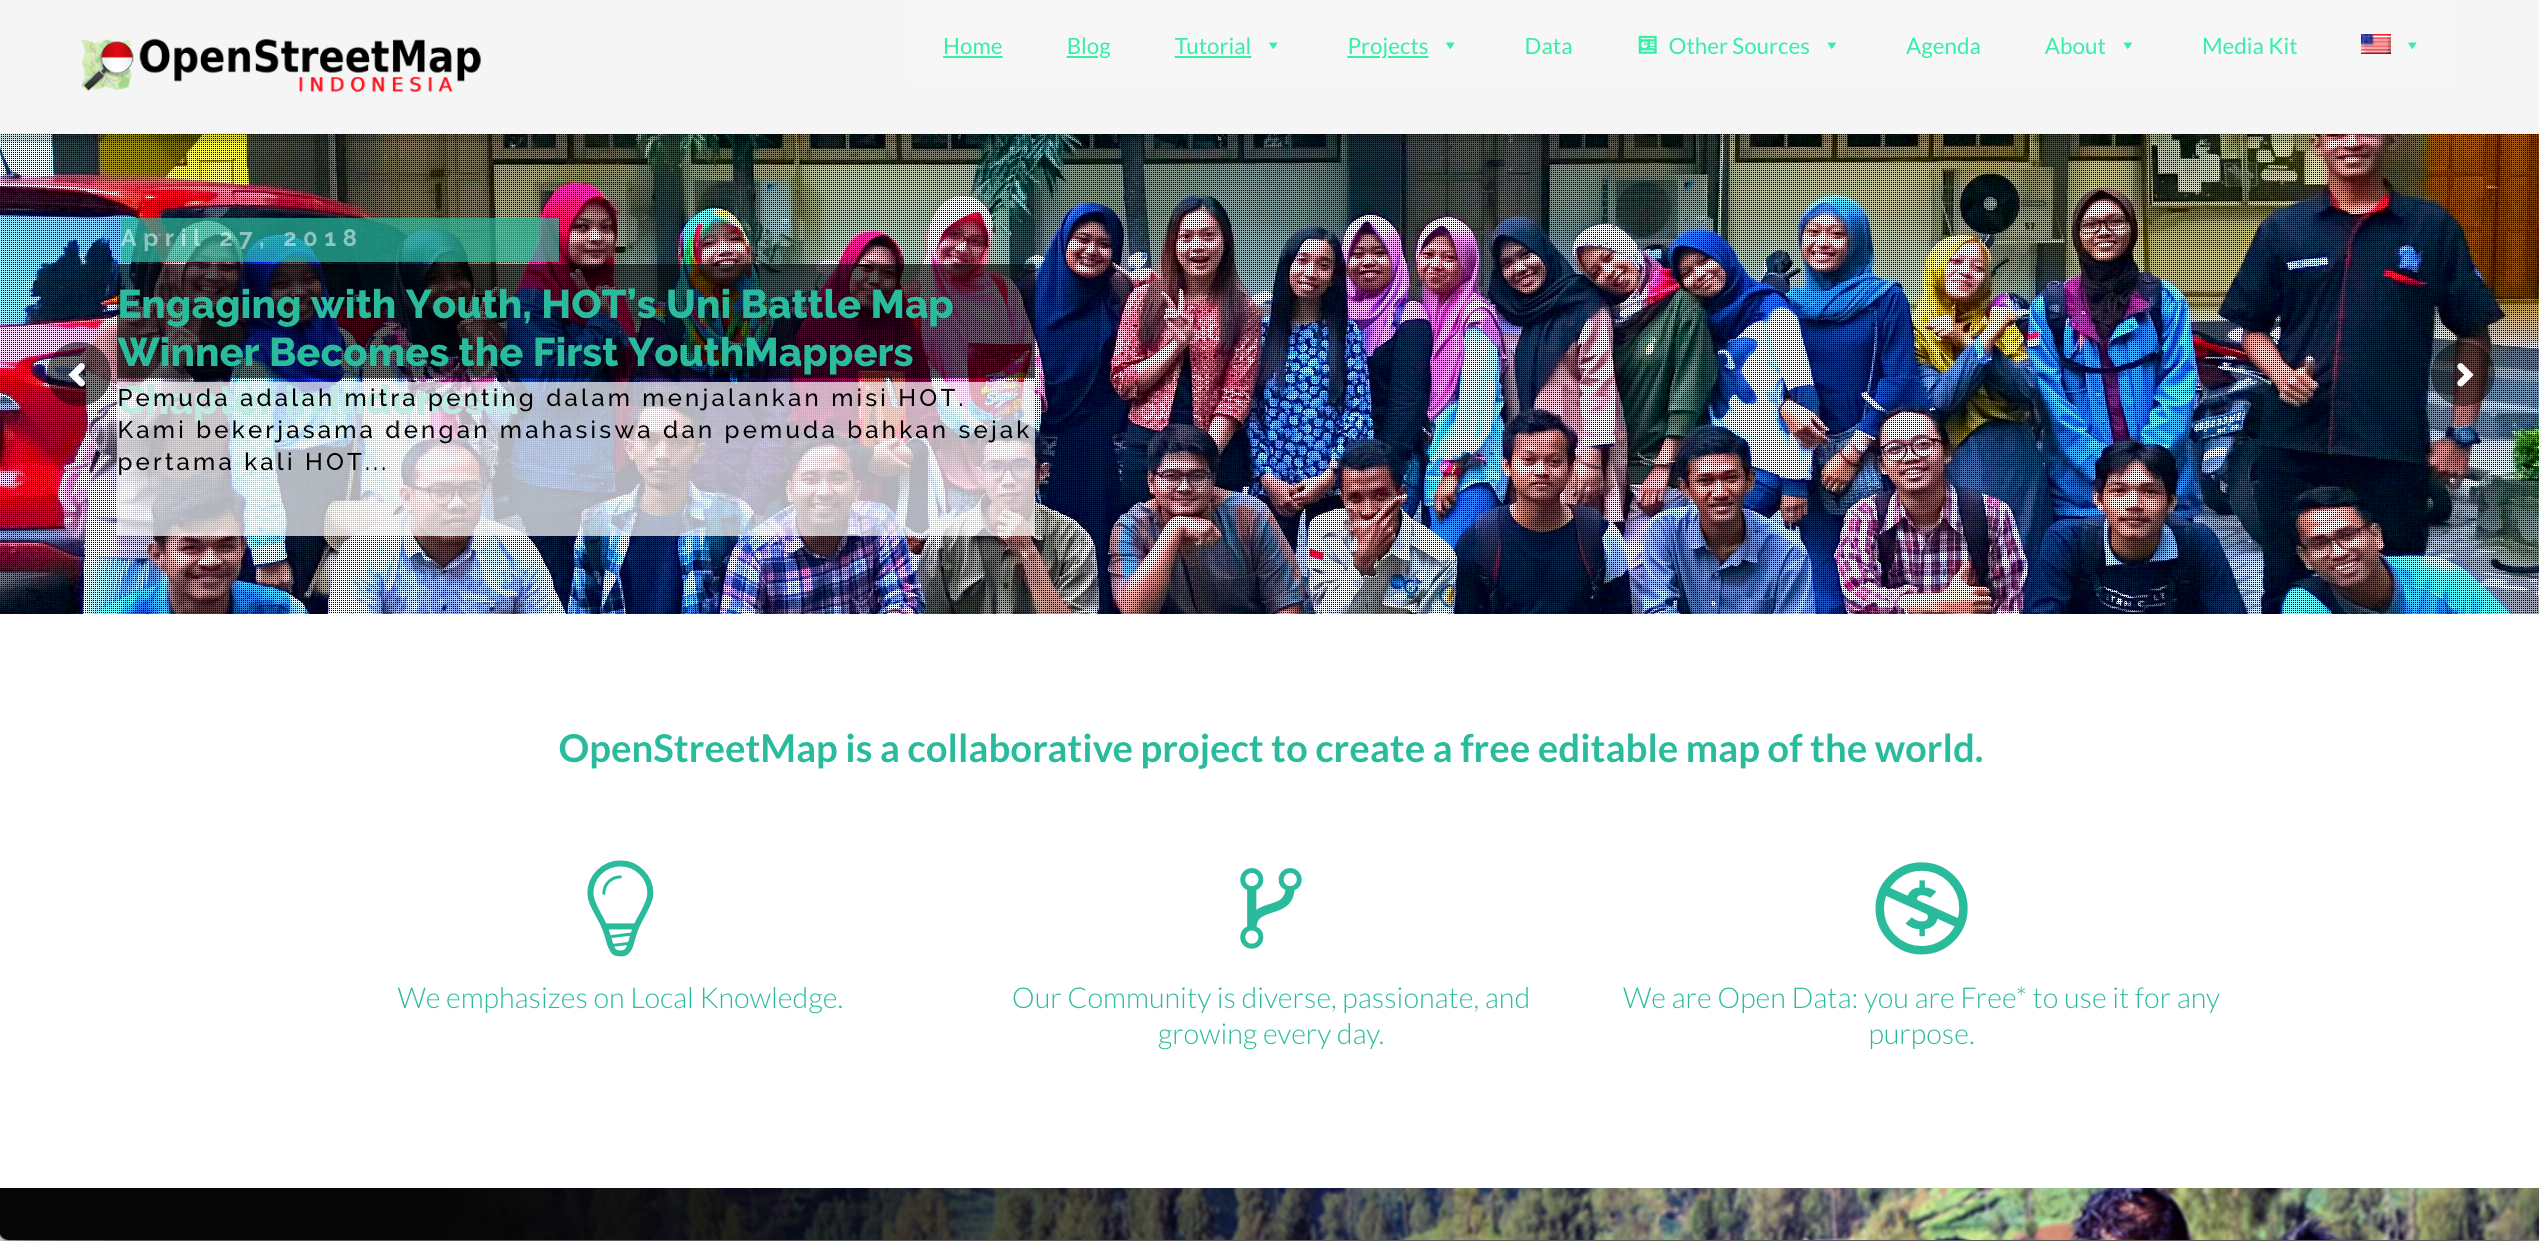 OpenStreetMap
INDONESIA
Home Blog Tutorial Projects Data Other Sources Agenda About Media Kit
April 27, 2018
Engaging with Youth, HOT's Uni Battle Map
Winner Becomes the First YouthMappers
Pemuda adalah mitra penting dalam menjalankan misi HOT.
Kami bekerjasama dengan mahasiswa dan pemuda bahkan sejak
pertama kali HOT...
OpenStreetMap is a collaborative project to create a free editable map of the world.
We emphasizes on Local Knowledge.
Our Community is diverse, passionate, and
growing every day.
We are Open Data: you are Free* to use it for any
purpose.